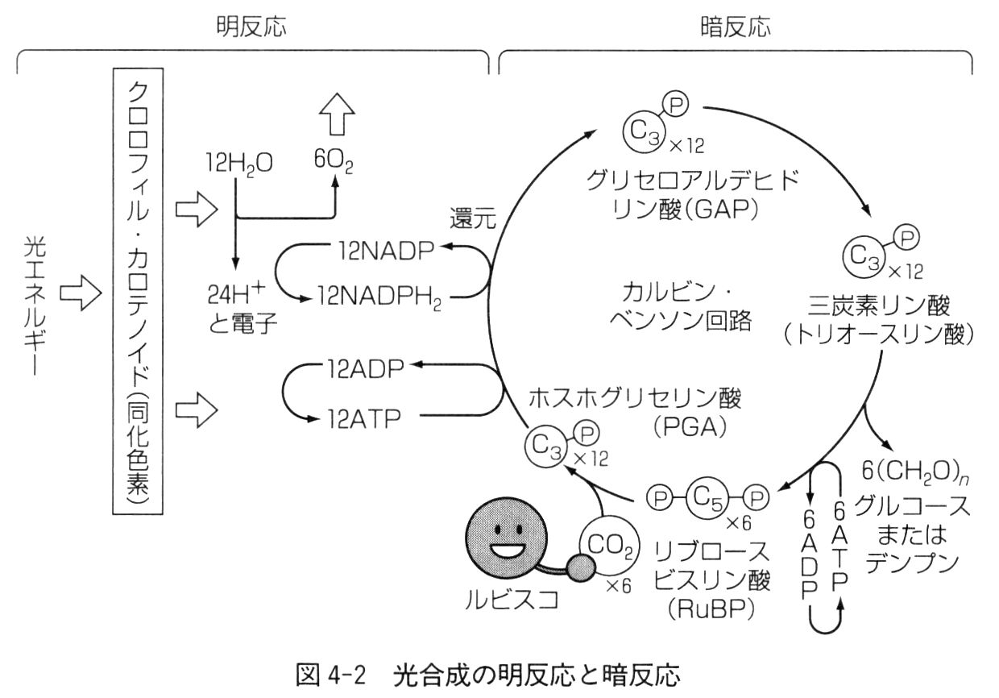 明反応
暗反応
光エネルギー
クロロフィル・カロテノイド(同化色素)
12H₂O
6O₂
24H⁺
と電子
還元
12NADP
12NADPH₂
12ADP
12ATP
C₃
P
×12
グリセロアルデヒド
リン酸(GAP)
C₃
P
×12
三炭素リン酸
(トリオースリン酸)
カルビン・
ベンソン回路
ホスホグリセリン酸
(PGA)
C₃
P
×12
P
C₅
P
×6
リブロース
ビスリン酸
(RuBP)
6ADP
6ATP
6(CH₂O)n
グルコース
または
デンプン
CO₂
×6
ルビスコ
図4-2 光合成の明反応と暗反応